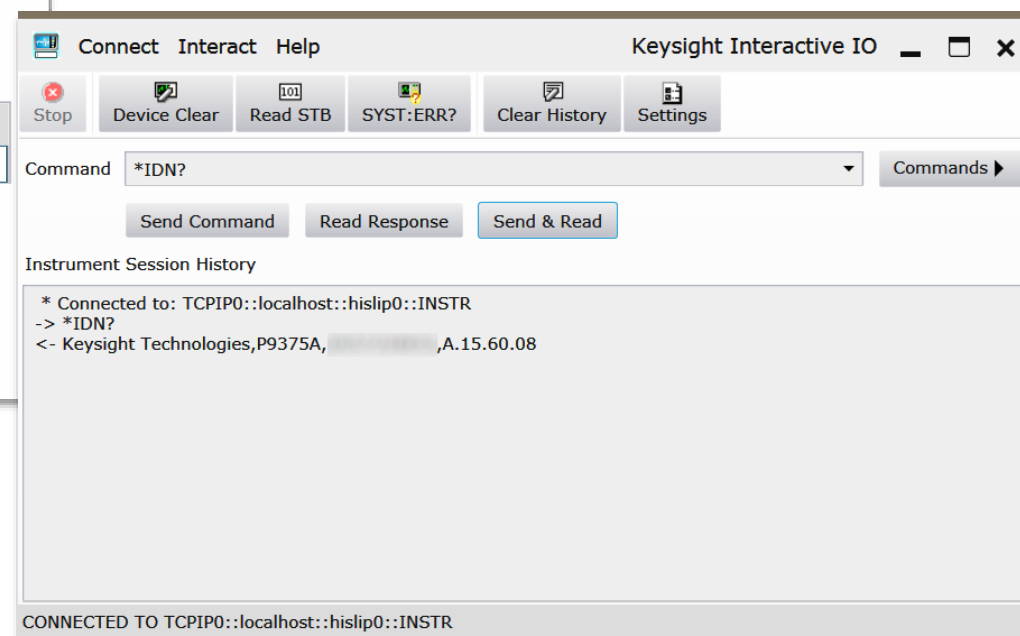 Connect Interact Help Keysight Interactive IO
Stop Device Clear Read STB SYST:ERR? Clear History Settings
Command *IDN? Commands
Send Command Read Response Send & Read
Instrument Session History
* Connected to: TCPIP0::localhost::hislip0::INSTR
-> *IDN?
<- Keysight Technologies,P9375A, ,A.15.60.08
CONNECTED TO TCPIP0::localhost::hislip0::INSTR